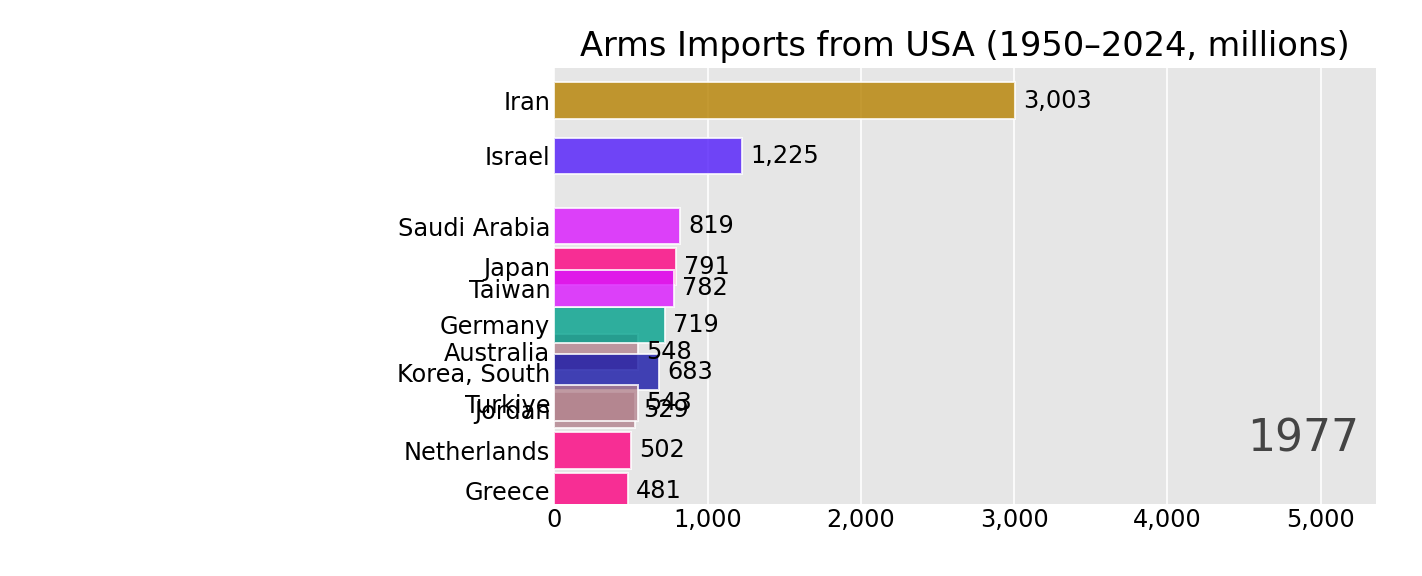 Arms Imports from USA (1950–2024, millions)
Iran 3,003
Israel 1,225
Saudi Arabia 819
Japan 791
Taiwan 782
Germany 719
Australia 548
Korea, South 683
Turkiye 543
Jordan 529
1977
Netherlands 502
Greece 481
0 1,000 2,000 3,000 4,000 5,000